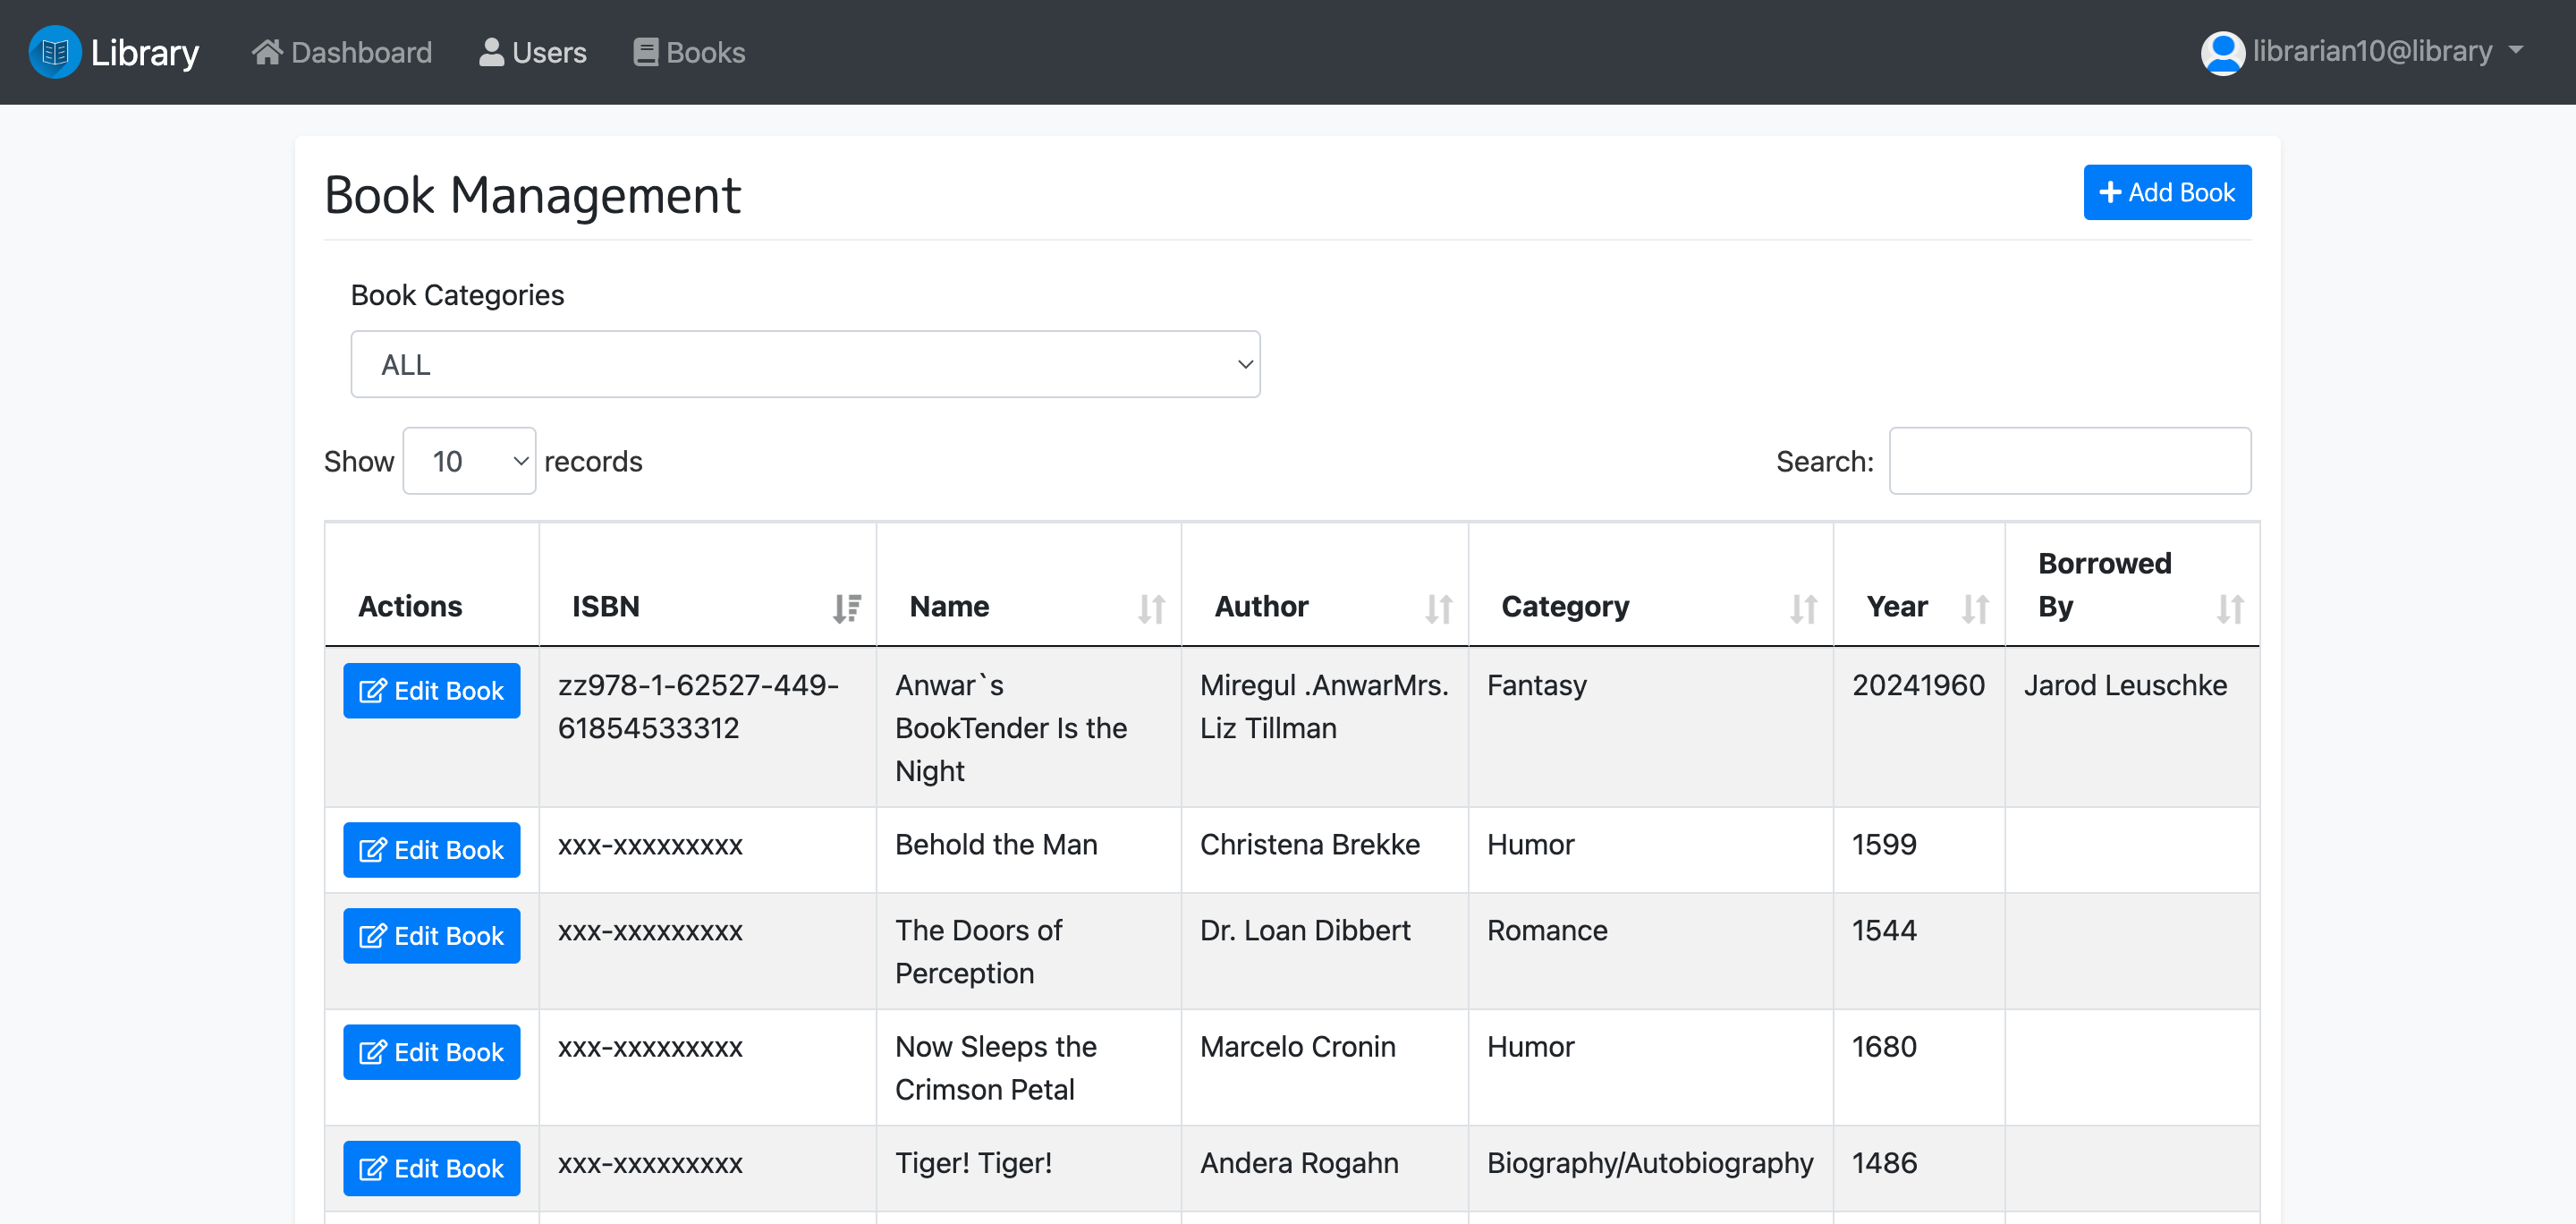 Library Dashboard Users Books librarian10@library
Book Management
Add Book
Book Categories
ALL
Show 10 records Search:
Actions ISBN Name Author Category Year Borrowed By
Edit Book zz978-1-62527-449-61854533312 Anwar`s BookTender Is the Night Miregul .AnwarMrs. Liz Tillman Fantasy 20241960 Jarod Leuschke
Edit Book xxx-xxxxxxxxx Behold the Man Christena Brekke Humor 1599
Edit Book xxx-xxxxxxxxx The Doors of Perception Dr. Loan Dibbert Romance 1544
Edit Book xxx-xxxxxxxxx Now Sleeps the Crimson Petal Marcelo Cronin Humor 1680
Edit Book xxx-xxxxxxxxx Tiger! Tiger! Andera Rogahn Biography/Autobiography 1486